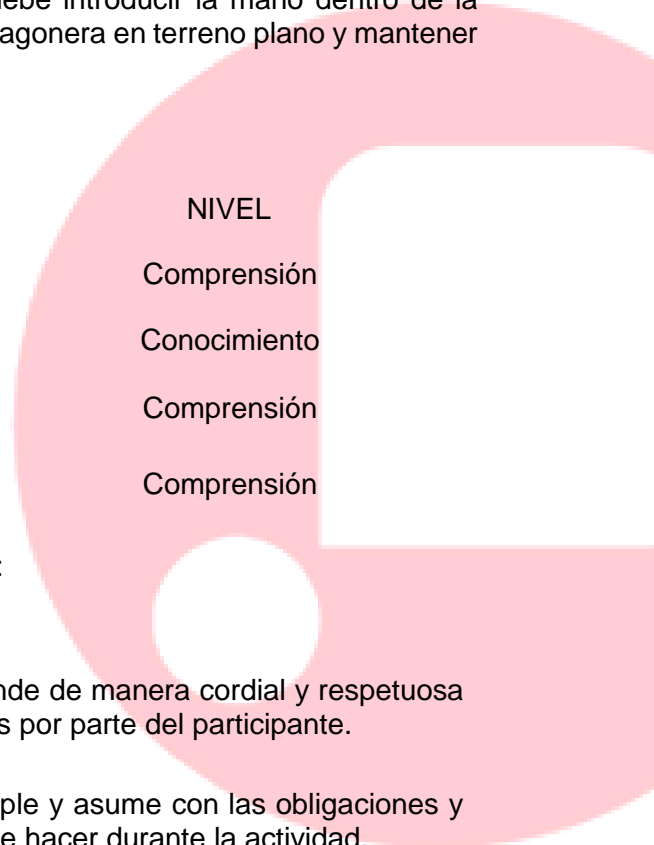 debe introducir la mano dentro de la
agonera en terreno plano y mantener
NIVEL
Comprensión
Conocimiento
Comprensión
Comprensión
:
nde de manera cordial y respetuosa
s por parte del participante.
ple y asume con las obligaciones y
e hacer durante la actividad.